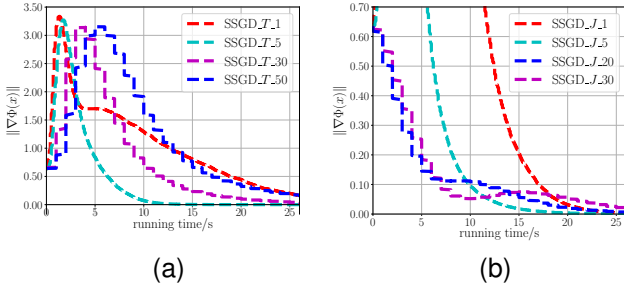 4.00
3.50
3.00
2.50
2.00
1.50
1.00
0.50
0.00
‖∇Φ(x)‖
SSGD_T_1
SSGD_T_5
SSGD_T_30
SSGD_T_50
0 5 10 15 20 25
running time/s
(a)
0.70
0.60
0.50
0.40
0.30
0.20
0.10
0.00
‖∇Φ(x)‖
SSGD_J_1
SSGD_J_5
SSGD_J_20
SSGD_J_30
0 5 10 15 20 25
running time/s
(b)